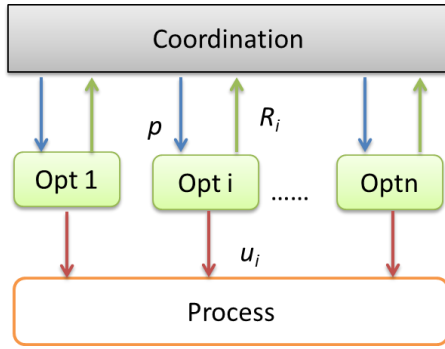 Coordination
p
R_i
Opt 1
Opt i
......
Optn
u_i
Process